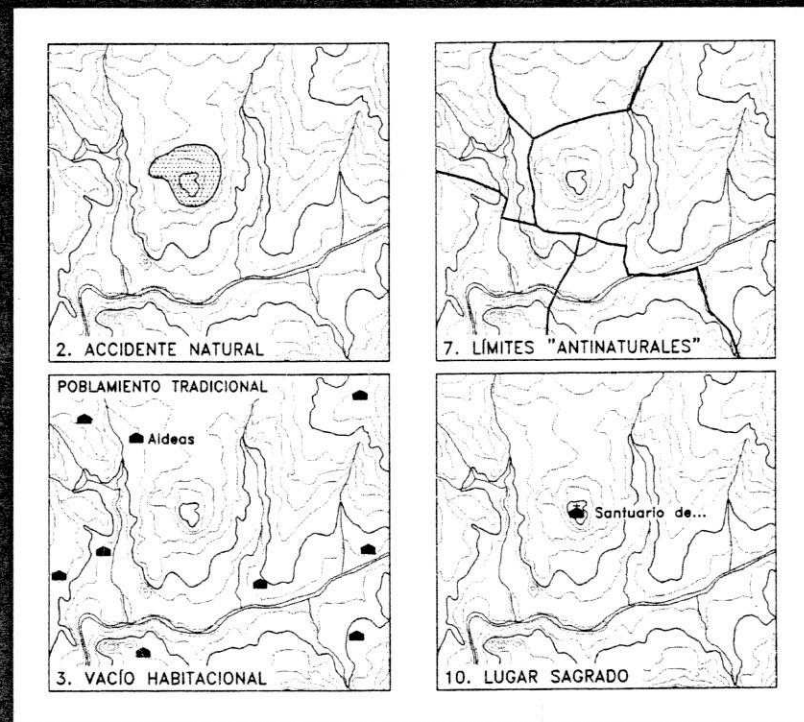 2. ACCIDENTE NATURAL
7. LÍMITES "ANTINATURALES"
POBLAMIENTO TRADICIONAL
Aldeas
3. VACÍO HABITACIONAL
Santuario de...
10. LUGAR SAGRADO